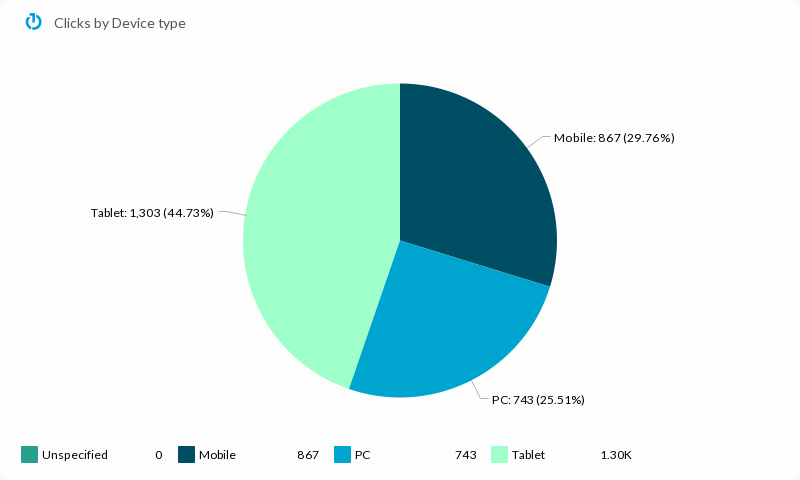 Clicks by Device type
Mobile: 867 (29.76%)
Tablet: 1,303 (44.73%)
PC: 743 (25.51%)
Unspecified 0 Mobile 867 PC 743 Tablet 1.30K